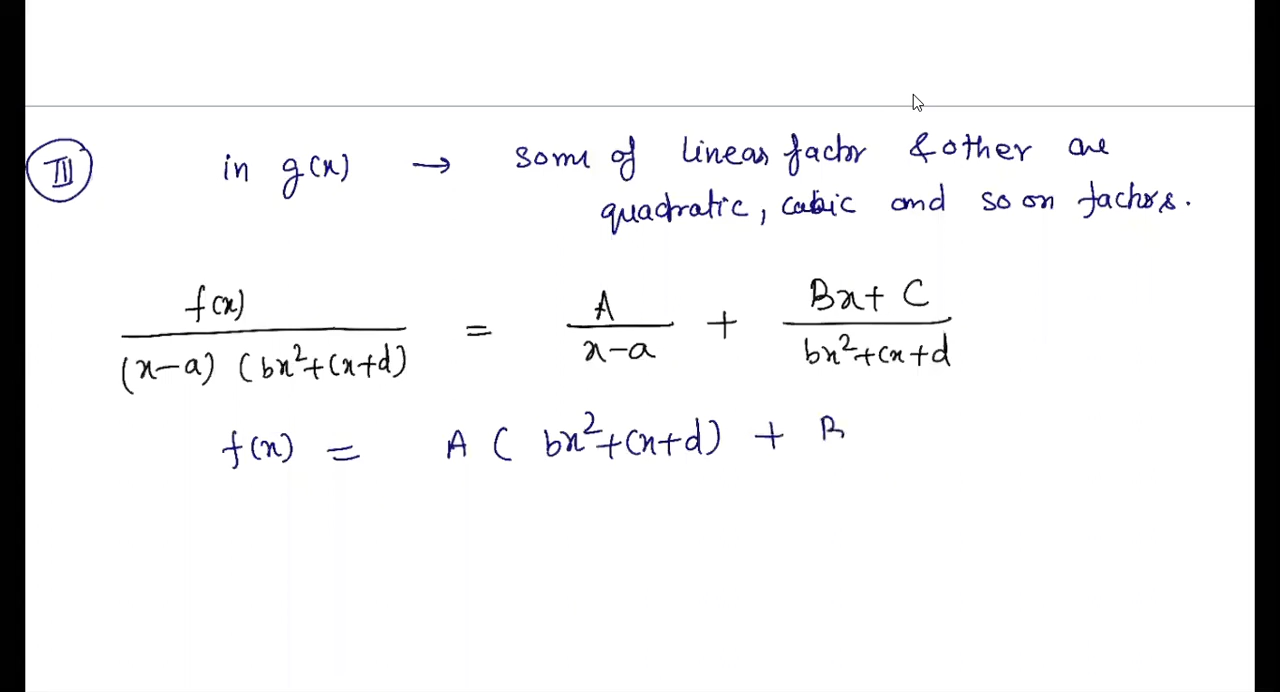 III in g(x) → some of linear factor & other are
quadratic, cubic and so on factors.
f(x) / (x-a) (bx²+cx+d) = A / x-a + Bx+C / bx²+cx+d
f(x) = A ( bx²+cx+d) + B